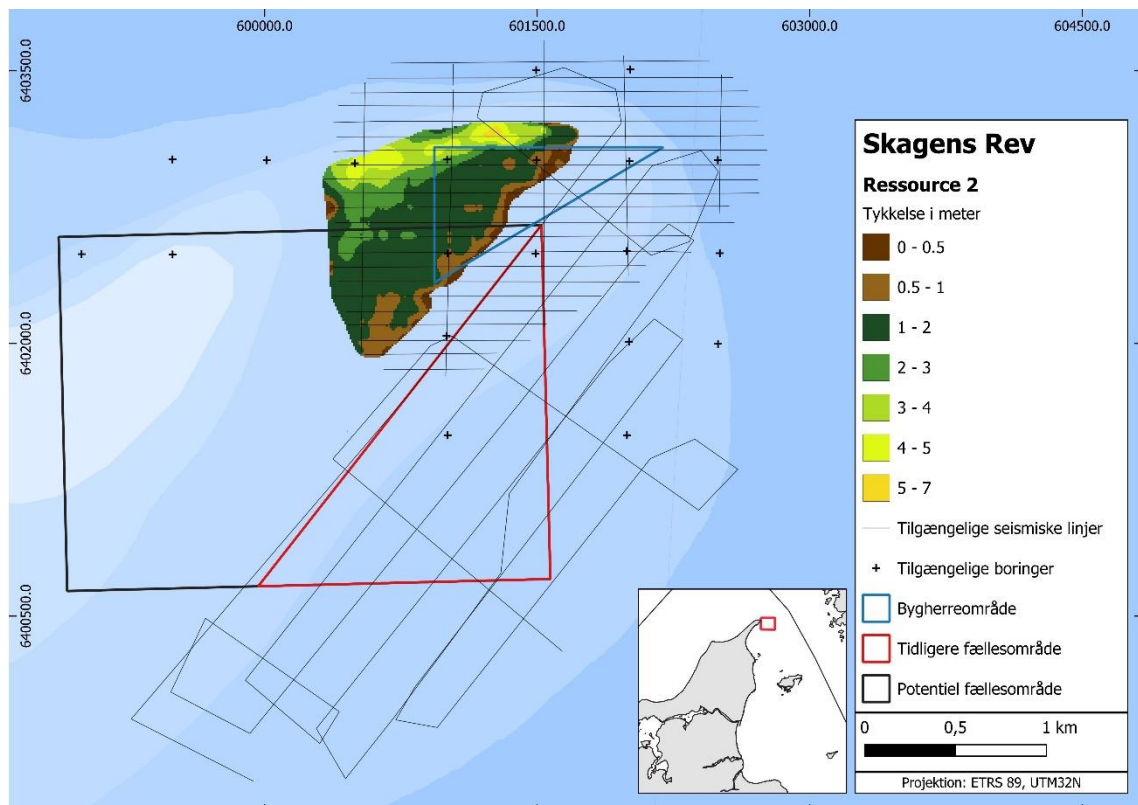 600000.0
601500.0
603000.0
604500.0
6403500.0
6402000.0
6400500.0
Skagens Rev
Ressource 2
Tykkelse i meter
0 - 0.5
0.5 - 1
1 - 2
2 - 3
3 - 4
4 - 5
5 - 7
Tilgængelige seismiske linjer
Tilgængelige boringer
Bygherreområde
Tidligere fællesområde
Potentiel fællesområde
0 0,5 1 km
Projektion: ETRS 89, UTM32N